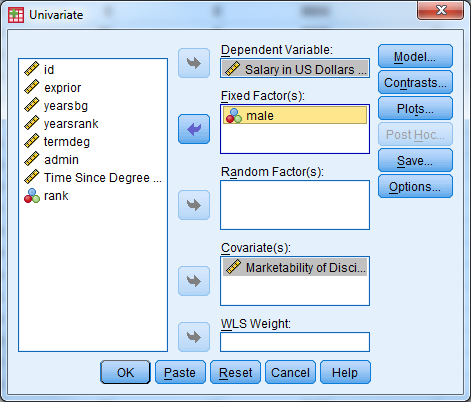 Univariate
id
exprior
yearsbg
yearsrank
termdeg
admin
Time Since Degree ...
rank
Dependent Variable:
Salary in US Dollars ...
Fixed Factor(s):
male
Random Factor(s):
Covariate(s):
Marketability of Disci...
WLS Weight:
Model...
Contrasts...
Plots...
Post Hoc...
Save...
Options...
OK
Paste
Reset
Cancel
Help